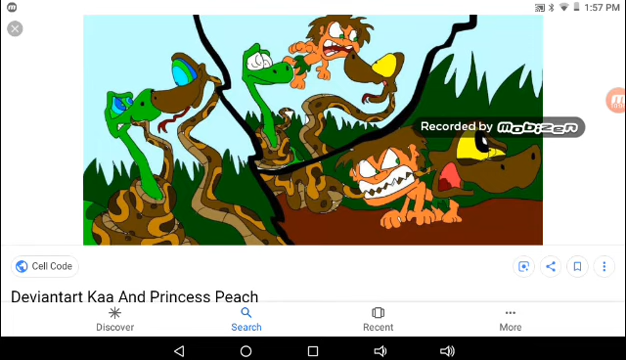 1:57 PM
Recorded by MOBIZEN
Cell Code
Deviantart Kaa And Princess Peach
Discover
Search
Recent
More